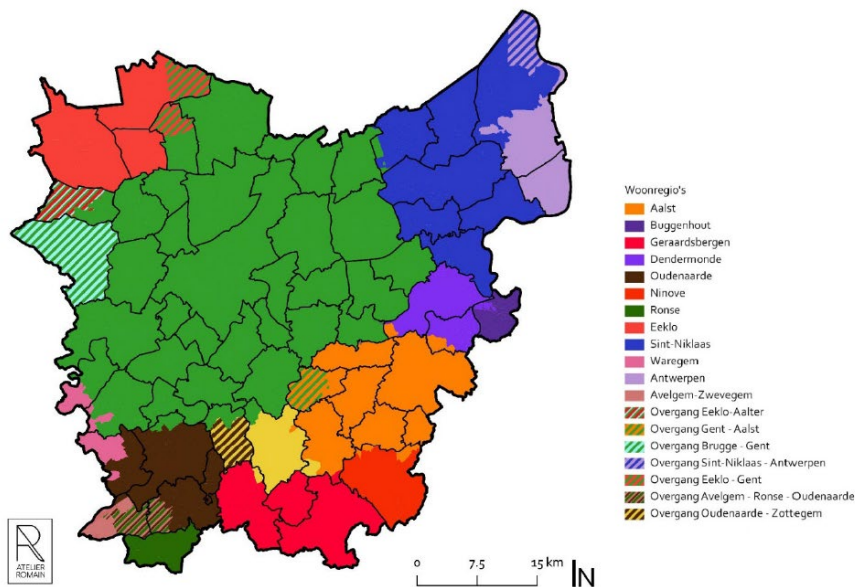 Woonregio's
Aalst
Buggenhout
Geraardsbergen
Dendermonde
Oudenaarde
Ninove
Ronse
Eeklo
Sint-Niklaas
Waregem
Antwerpen
Avelgem-Zwevegem
Overgang Eeklo-Aalter
Overgang Gent - Aalst
Overgang Brugge - Gent
Overgang Sint-Niklaas - Antwerpen
Overgang Eeklo - Gent
Overgang Avelgem - Ronse - Oudenaarde
Overgang Oudenaarde - Zottegem
R
ATELIER
ROMAIN
0 7.5 15 km
N